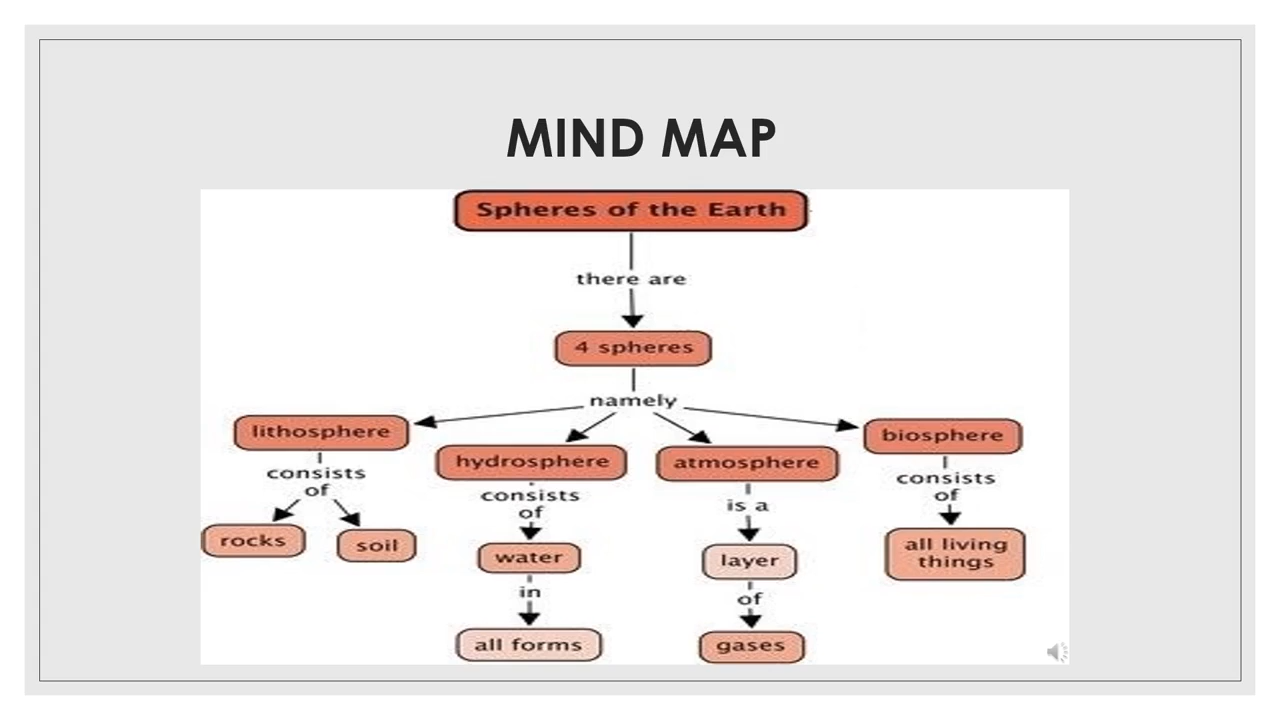 MIND MAP
Spheres of the Earth
there are
4 spheres
namely
lithosphere
consists
of
rocks
soil
hydrosphere
consists
of
water
in
all forms
atmosphere
is a
layer
of
gases
biosphere
consists
of
all living
things